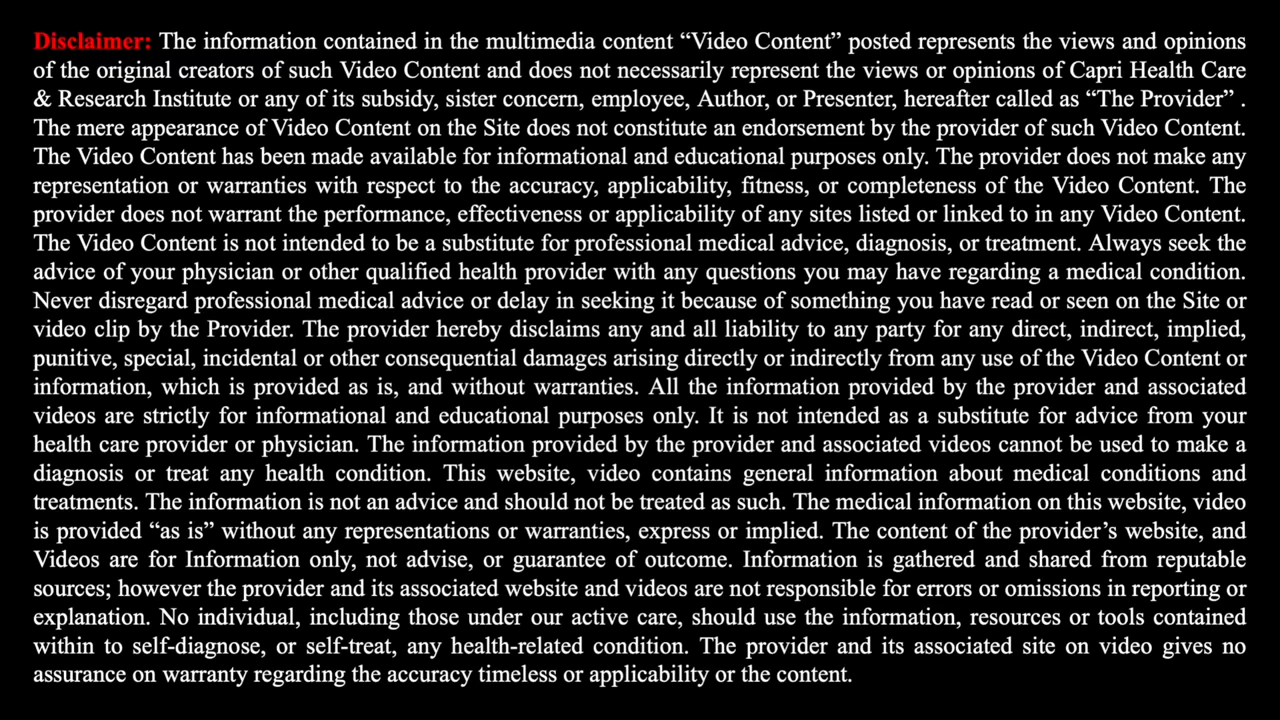 Disclaimer: The information contained in the multimedia content “Video Content” posted represents the views and opinions
of the original creators of such Video Content and does not necessarily represent the views or opinions of Capri Health Care
& Research Institute or any of its subsidy, sister concern, employee, Author, or Presenter, hereafter called as “The Provider” .
The mere appearance of Video Content on the Site does not constitute an endorsement by the provider of such Video Content.
The Video Content has been made available for informational and educational purposes only. The provider does not make any
representation or warranties with respect to the accuracy, applicability, fitness, or completeness of the Video Content. The
provider does not warrant the performance, effectiveness or applicability of any sites listed or linked to in any Video Content.
The Video Content is not intended to be a substitute for professional medical advice, diagnosis, or treatment. Always seek the
advice of your physician or other qualified health provider with any questions you may have regarding a medical condition.
Never disregard professional medical advice or delay in seeking it because of something you have read or seen on the Site or
video clip by the Provider. The provider hereby disclaims any and all liability to any party for any direct, indirect, implied,
punitive, special, incidental or other consequential damages arising directly or indirectly from any use of the Video Content or
information, which is provided as is, and without warranties. All the information provided by the provider and associated
videos are strictly for informational and educational purposes only. It is not intended as a substitute for advice from your
health care provider or physician. The information provided by the provider and associated videos cannot be used to make a
diagnosis or treat any health condition. This website, video contains general information about medical conditions and
treatments. The information is not an advice and should not be treated as such. The medical information on this website, video
is provided “as is” without any representations or warranties, express or implied. The content of the provider’s website, and
Videos are for Information only, not advise, or guarantee of outcome. Information is gathered and shared from reputable
sources; however the provider and its associated website and videos are not responsible for errors or omissions in reporting or
explanation. No individual, including those under our active care, should use the information, resources or tools contained
within to self-diagnose, or self-treat, any health-related condition. The provider and its associated site on video gives no
assurance on warranty regarding the accuracy timeless or applicability or the content.